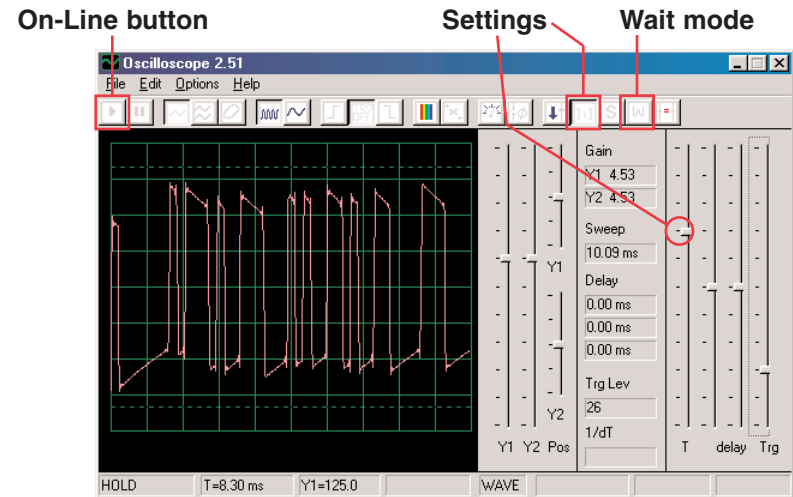 On-Line button Settings Wait mode
Oscilloscope 2.51
File Edit Options Help
S W
Gain
Y1 4.53
Y2 4.53
Sweep
10.09 ms
Y1
Delay
0.00 ms
0.00 ms
0.00 ms
Trg Lev
26
Y2
1/dT
Y1 Y2 Pos
T delay Trg
HOLD T=8.30 ms Y1=125.0 WAVE